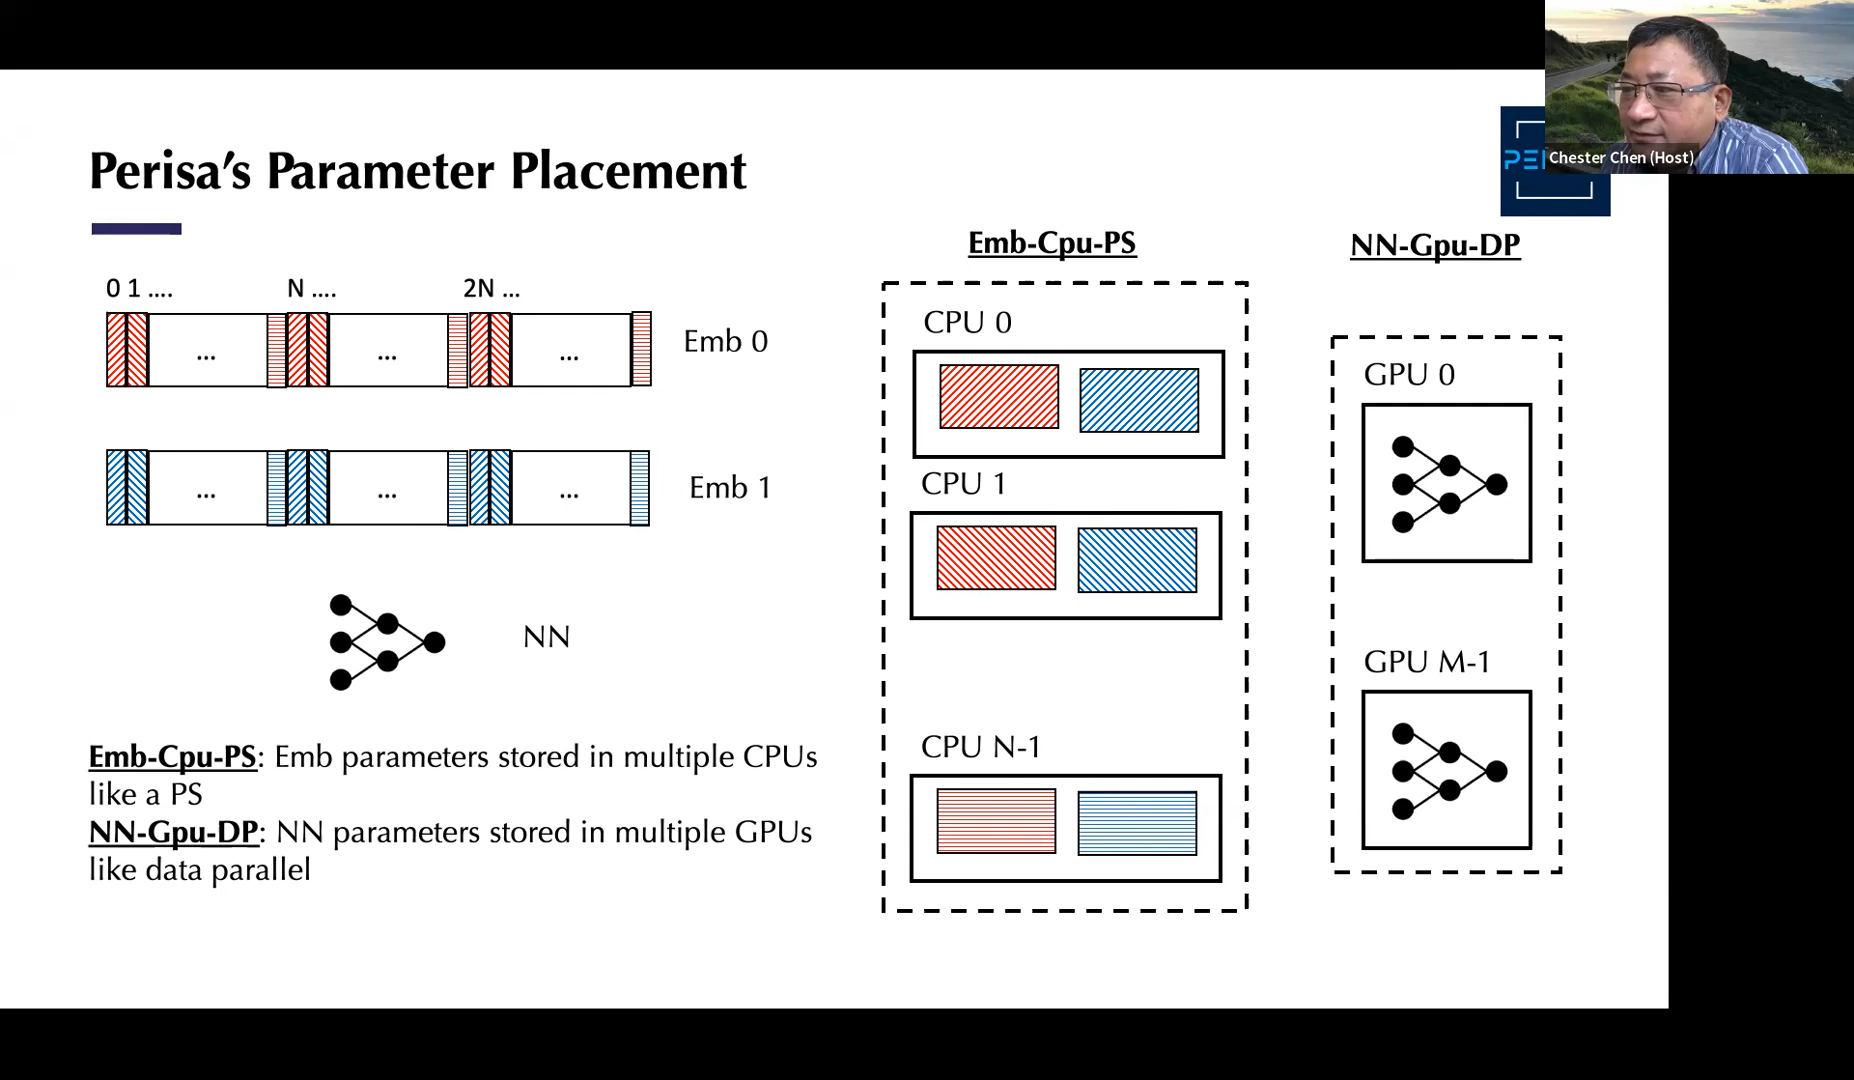 Perisa's Parameter Placement
Chester Chen (Host)
0 1 ....
N ....
2N ...
...
...
...
Emb 0
...
...
...
Emb 1
NN
Emb-Cpu-PS: Emb parameters stored in multiple CPUs
like a PS
NN-Gpu-DP: NN parameters stored in multiple GPUs
like data parallel
Emb-Cpu-PS
CPU 0
CPU 1
CPU N-1
NN-Gpu-DP
GPU 0
GPU M-1